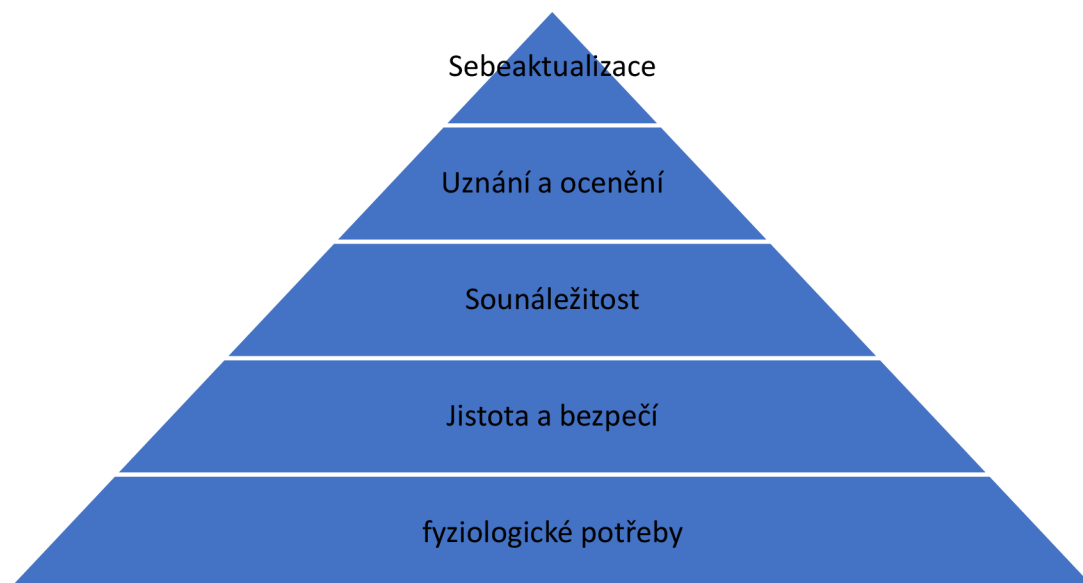 Sebeaktualizace
Uznání a ocenění
Sounáležitost
Jistota a bezpečí
fyziologické potřeby